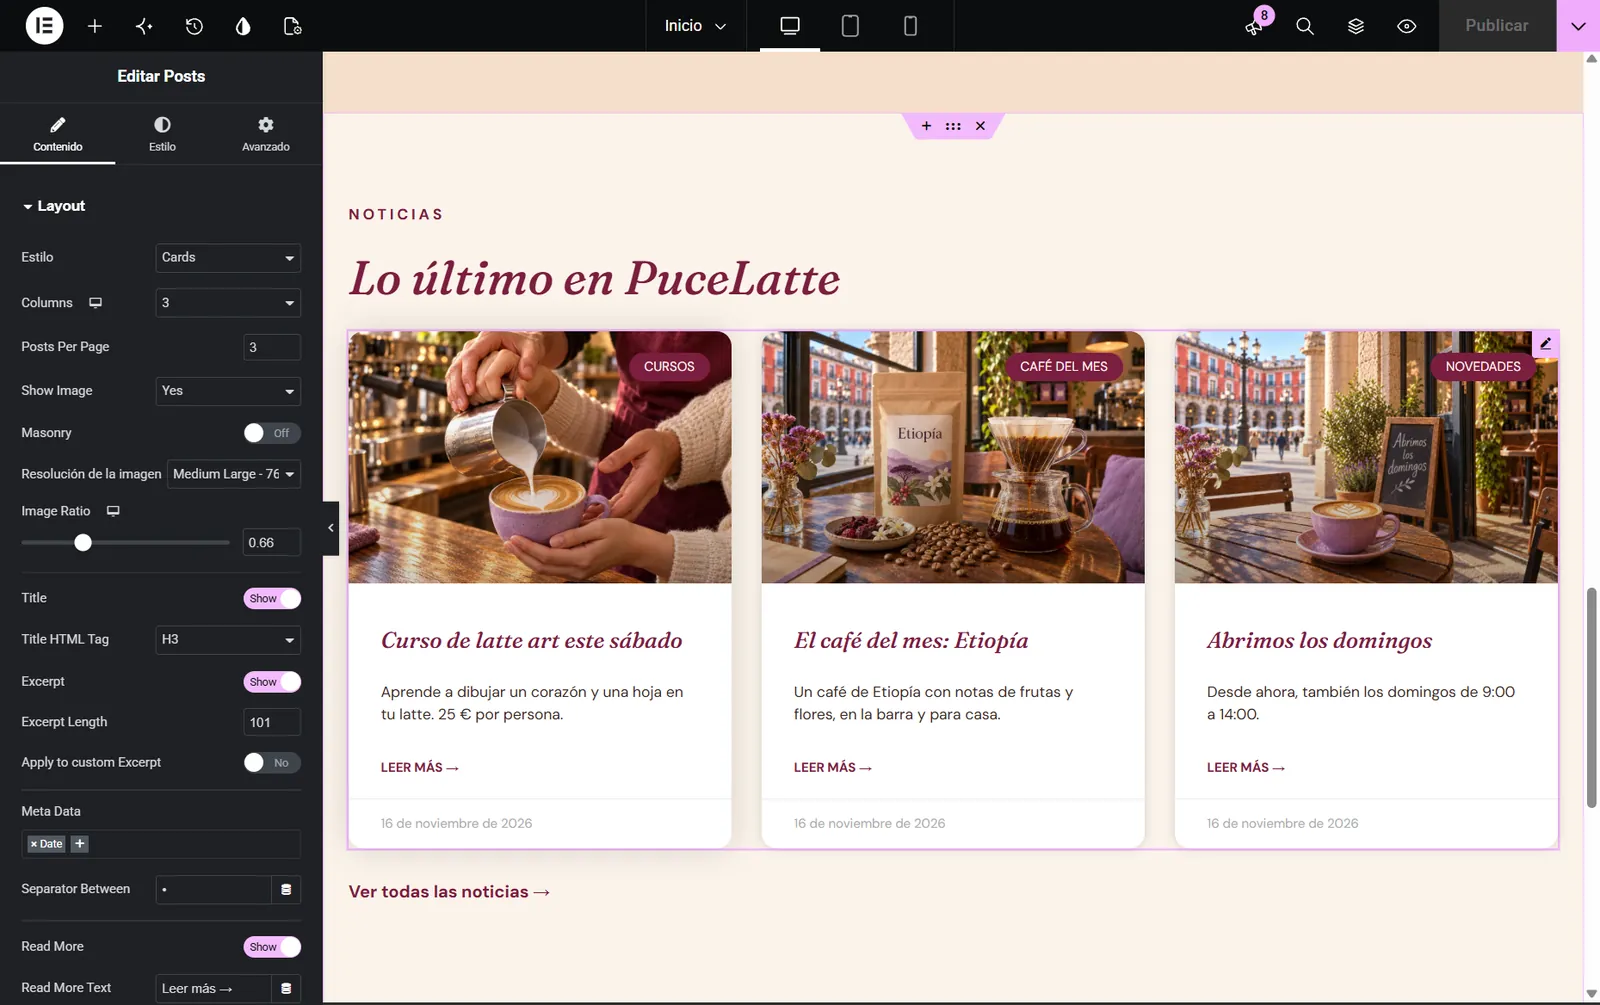 Inicio
8
Publicar
Editar Posts
Contenido
Estilo
Avanzado
Layout
Estilo
Cards
Columns
3
Posts Per Page
3
Show Image
Yes
Masonry
Off
Resolución de la imagen
Medium Large - 76
Image Ratio
0.66
Title
Show
Title HTML Tag
H3
Excerpt
Show
Excerpt Length
101
Apply to custom Excerpt
No
Meta Data
× Date +
Separator Between
•
Read More
Show
Read More Text
Leer más →
NOTICIAS
Lo último en PuceLatte
CURSOS
Curso de latte art este sábado
Aprende a dibujar un corazón y una hoja en
tu latte. 25 € por persona.
LEER MÁS →
16 de noviembre de 2026
CAFÉ DEL MES
Etiopía
El café del mes: Etiopía
Un café de Etiopía con notas de frutas y
flores, en la barra y para casa.
LEER MÁS →
16 de noviembre de 2026
NOVEDADES
Abrimos
los
domingos
Abrimos los domingos
Desde ahora, también los domingos de 9:00
a 14:00.
LEER MÁS →
16 de noviembre de 2026
Ver todas las noticias →